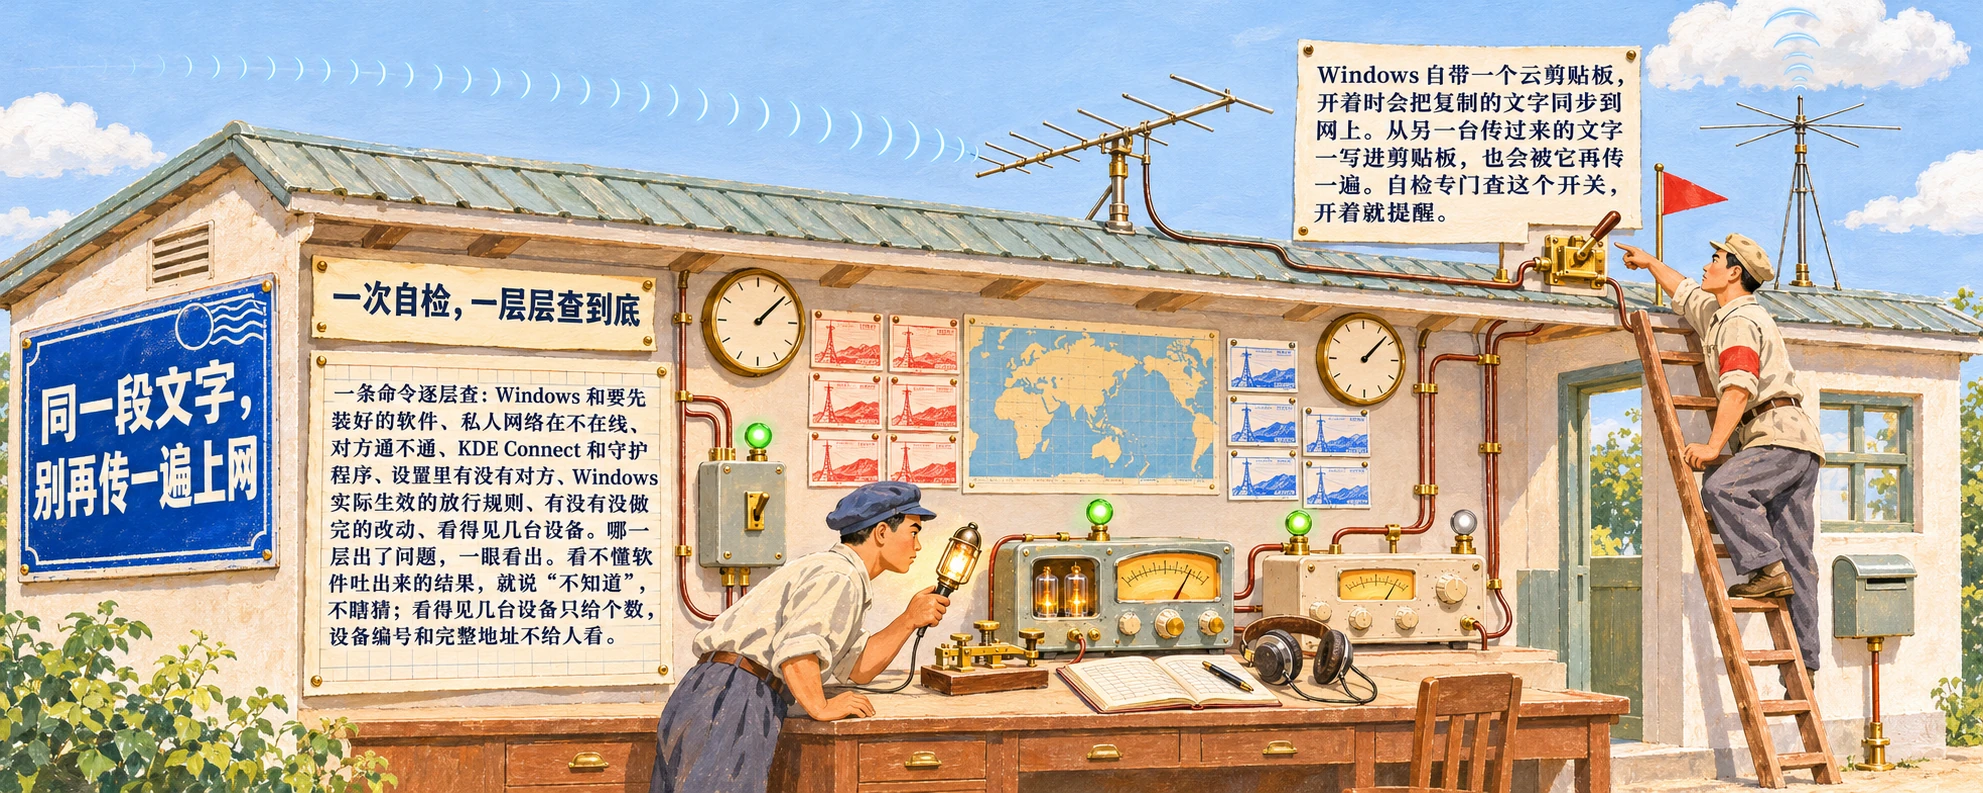 同一段文字，
别再传一遍上网
一次自检，一层层查到底
一条命令逐层查：Windows 和要先
装好的软件、私人网络在不在线、
对方通不通、KDE Connect 和守护
程序、设置里有没有对方、Windows
实际生效的放行规则、有没有没做
完的改动、看得见几台设备。哪一
层出了问题，一眼看出。看不懂软
件吐出来的结果，就说“不知道”，
不瞎猜；看得见几台设备只给个数，
设备编号和完整地址不给人看。
Windows 自带一个云剪贴板，
开着时会把复制的文字同步到
网上。从另一台传过来的文字
一写进剪贴板，也会被它再传
一遍。自检专门查这个开关，
开着就提醒。